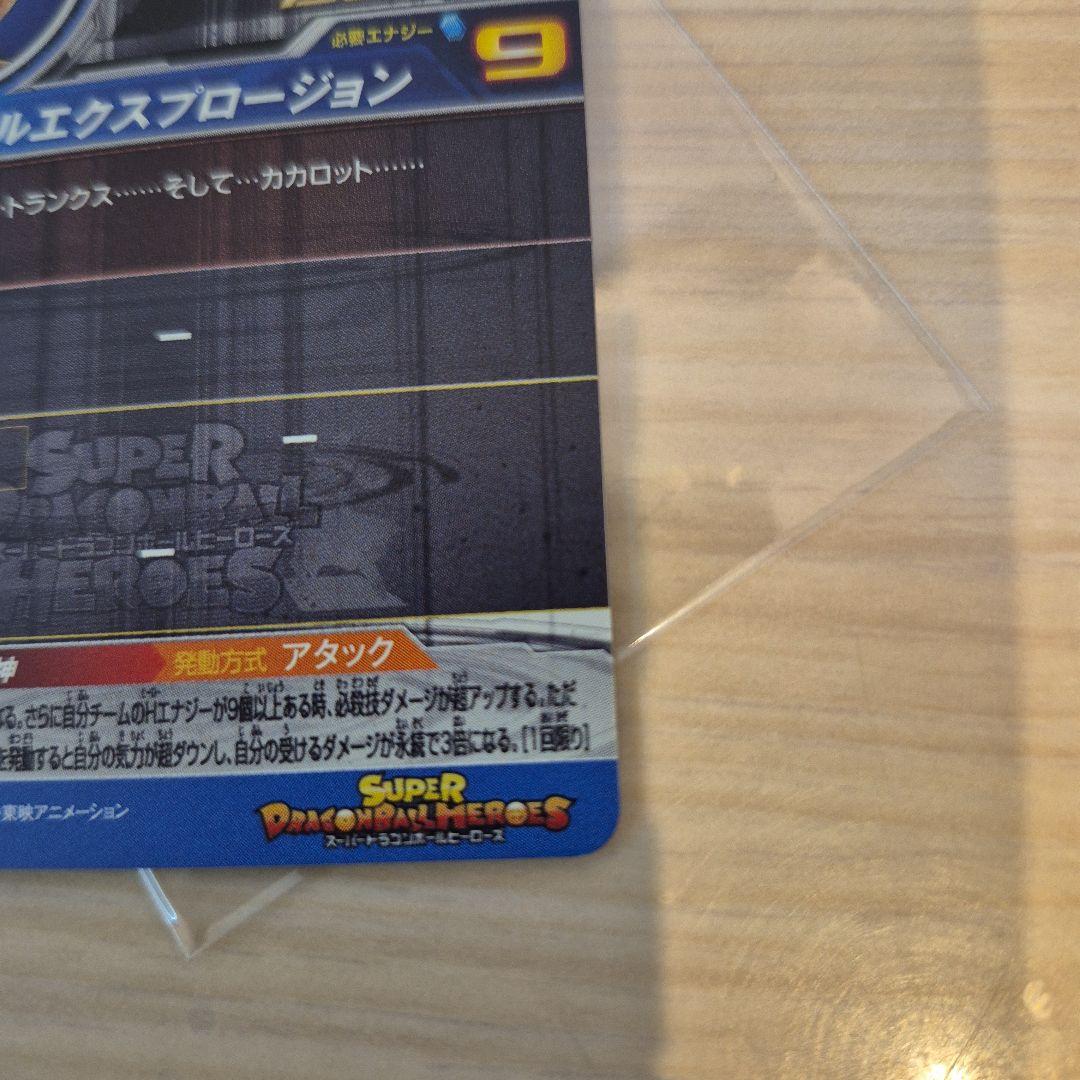 必要エナジー 9
ルエクスプロージョン
トランクス……そして…カカロット……
SUPER
DRAGONBALL
スーパードラゴンボールヒーローズ
HEROES
神
発動方式 アタック
なる。さらに自分チームのHエナジーが9個以上ある時、必殺技ダメージが超アップする。ただ
を発動すると自分の気力が超ダウンし、自分の受けるダメージが永続で3倍になる。[1回限り]
東映アニメーション
SUPER
DRAGONBALL HEROES
スーパードラゴンボールヒーローズ